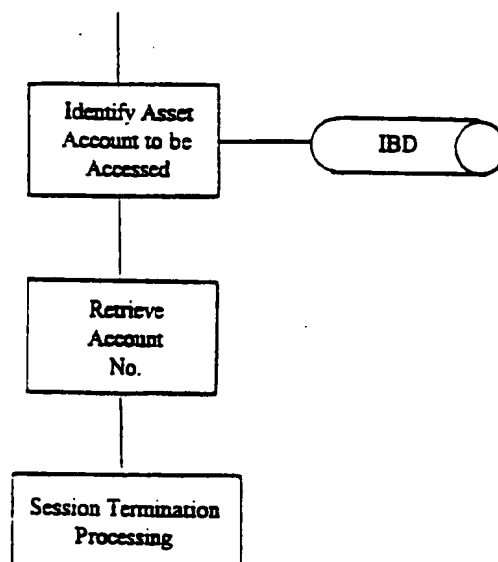 Identify Asset
Account to be
Accessed
IBD
Retrieve
Account
No.
Session Termination
Processing